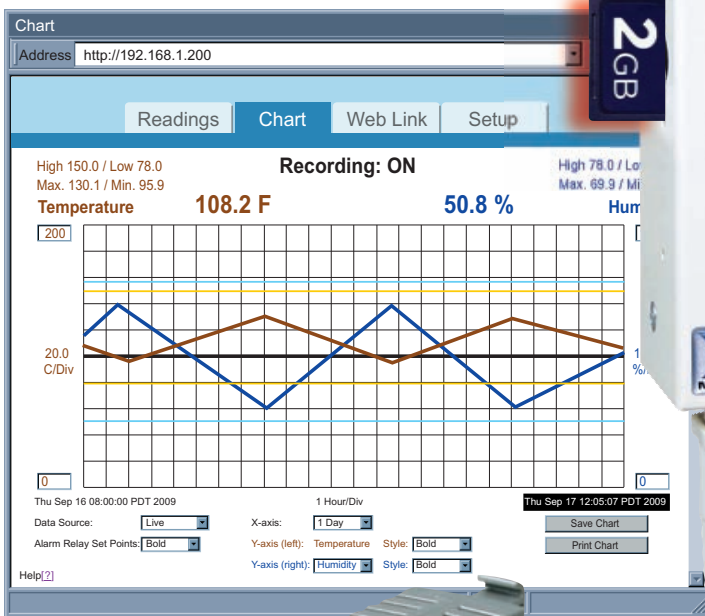 Chart
Address http://192.168.1.200
2
GB
Readings Chart Web Link Setup
High 150.0 / Low 78.0
Max. 130.1 / Min. 95.9
Recording: ON
High 78.0 /
Max. 69.9 /
Temperature 108.2 F 50.8 %
200
20.0
C/Div
0 0
Thu Sep 16 08:00:00 PDT 2009 1 Hour/Div Thu Sep 17 12:05:07 PDT 2009
Data Source: Live X-axis: 1 Day Save Chart
Alarm Relay Set Points: Bold Y-axis (left): Temperature Style: Bold Print Chart
Y-axis (right): Humidity Style: Bold
Help[?]